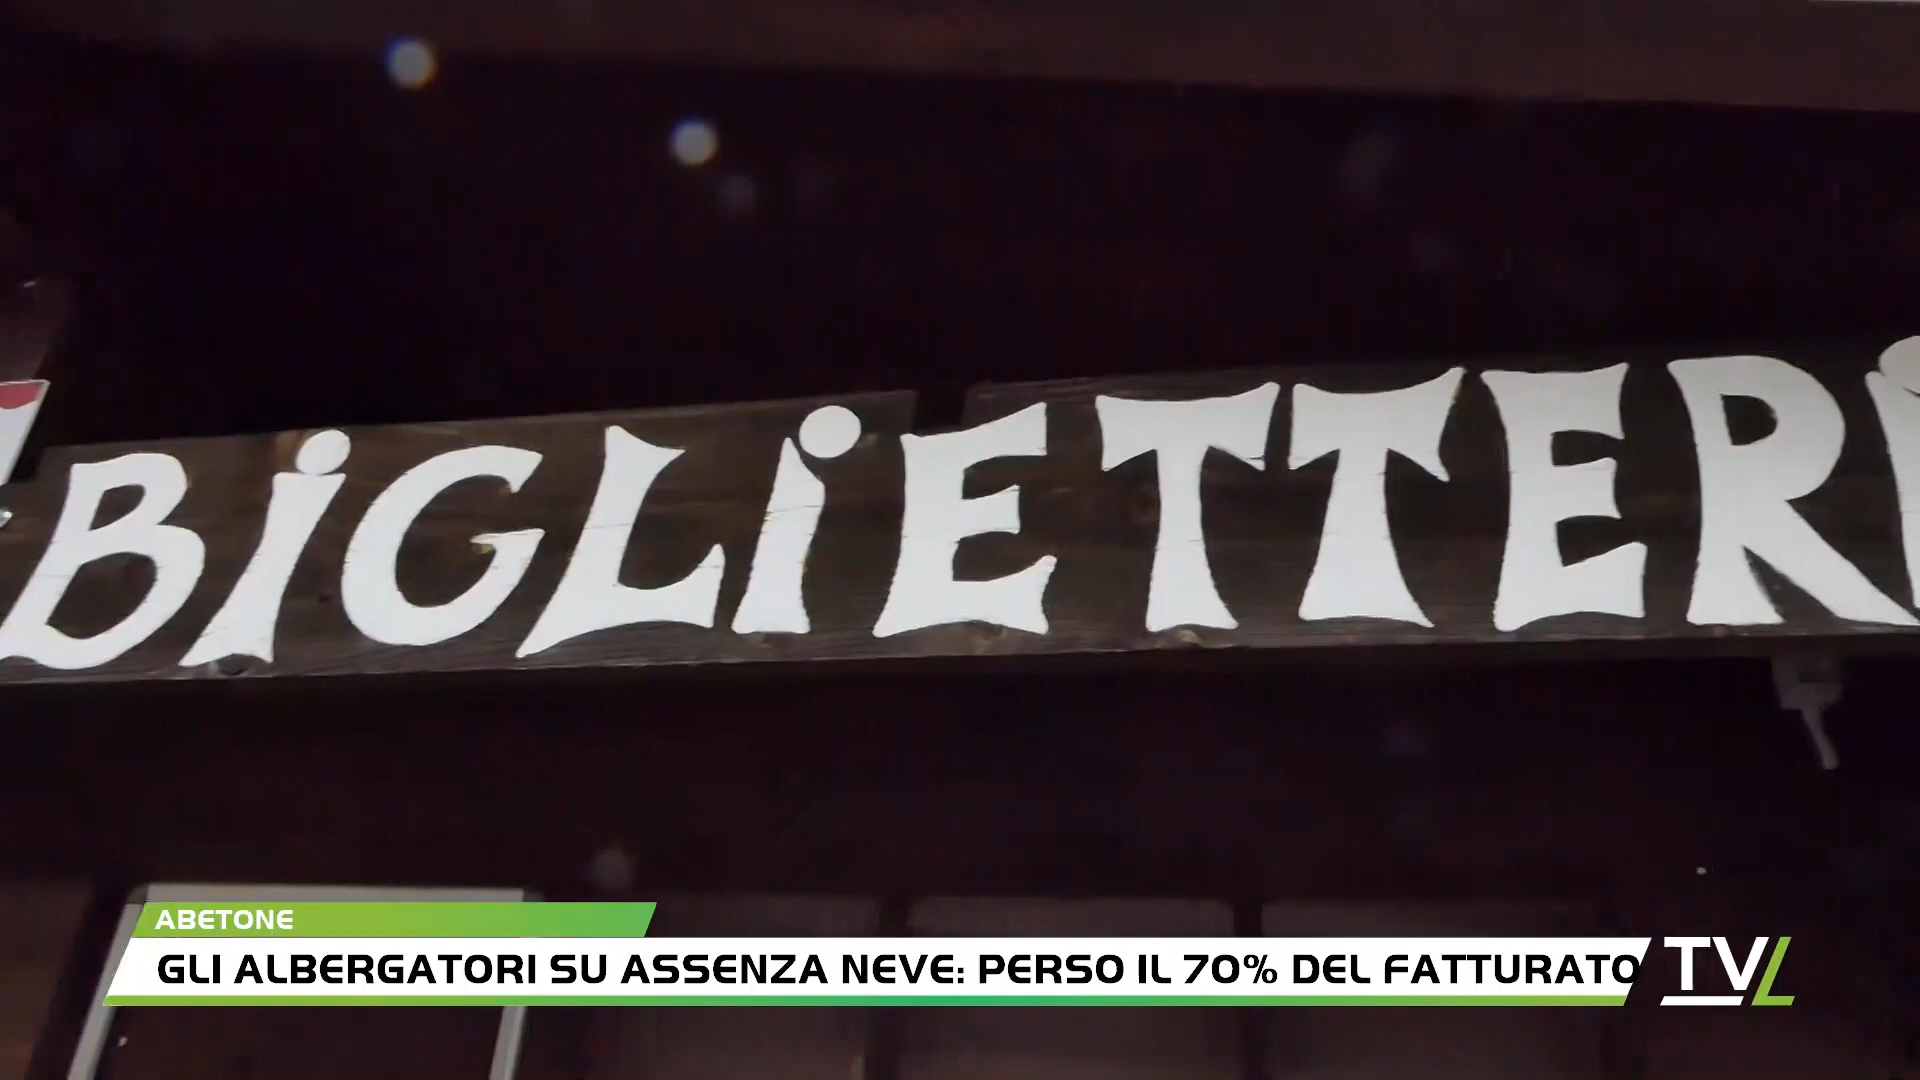 BiGLiETTER
ABETONE
GLI ALBERGATORI SU ASSENZA NEVE: PERSO IL 70% DEL FATTURATO
TVL